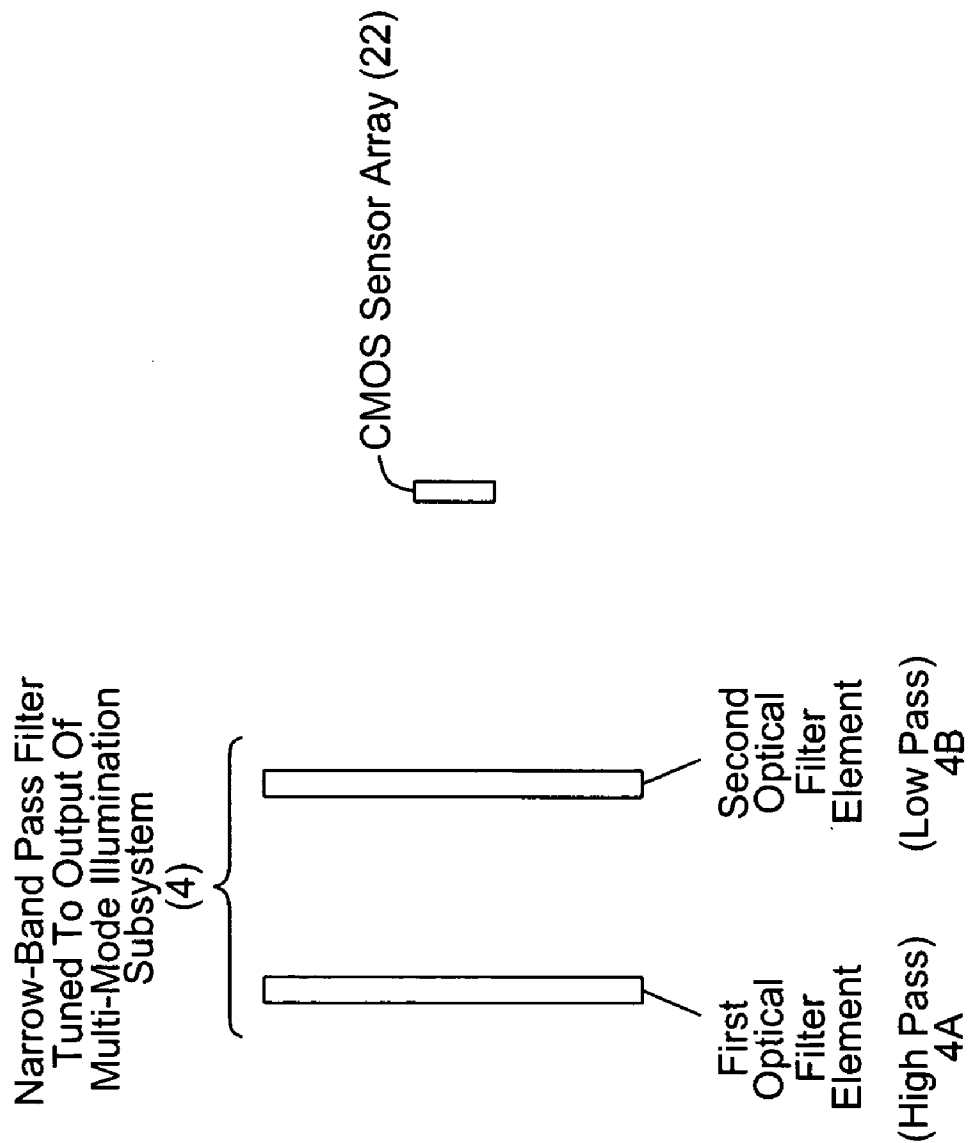 Narrow-Band Pass Filter
Tuned To Output Of
Multi-Mode Illumination
Subsystem
(4)
CMOS Sensor Array (22)
First
Optical
Filter
Element
(High Pass)
4A
Second
Optical
Filter
Element
(Low Pass)
4B